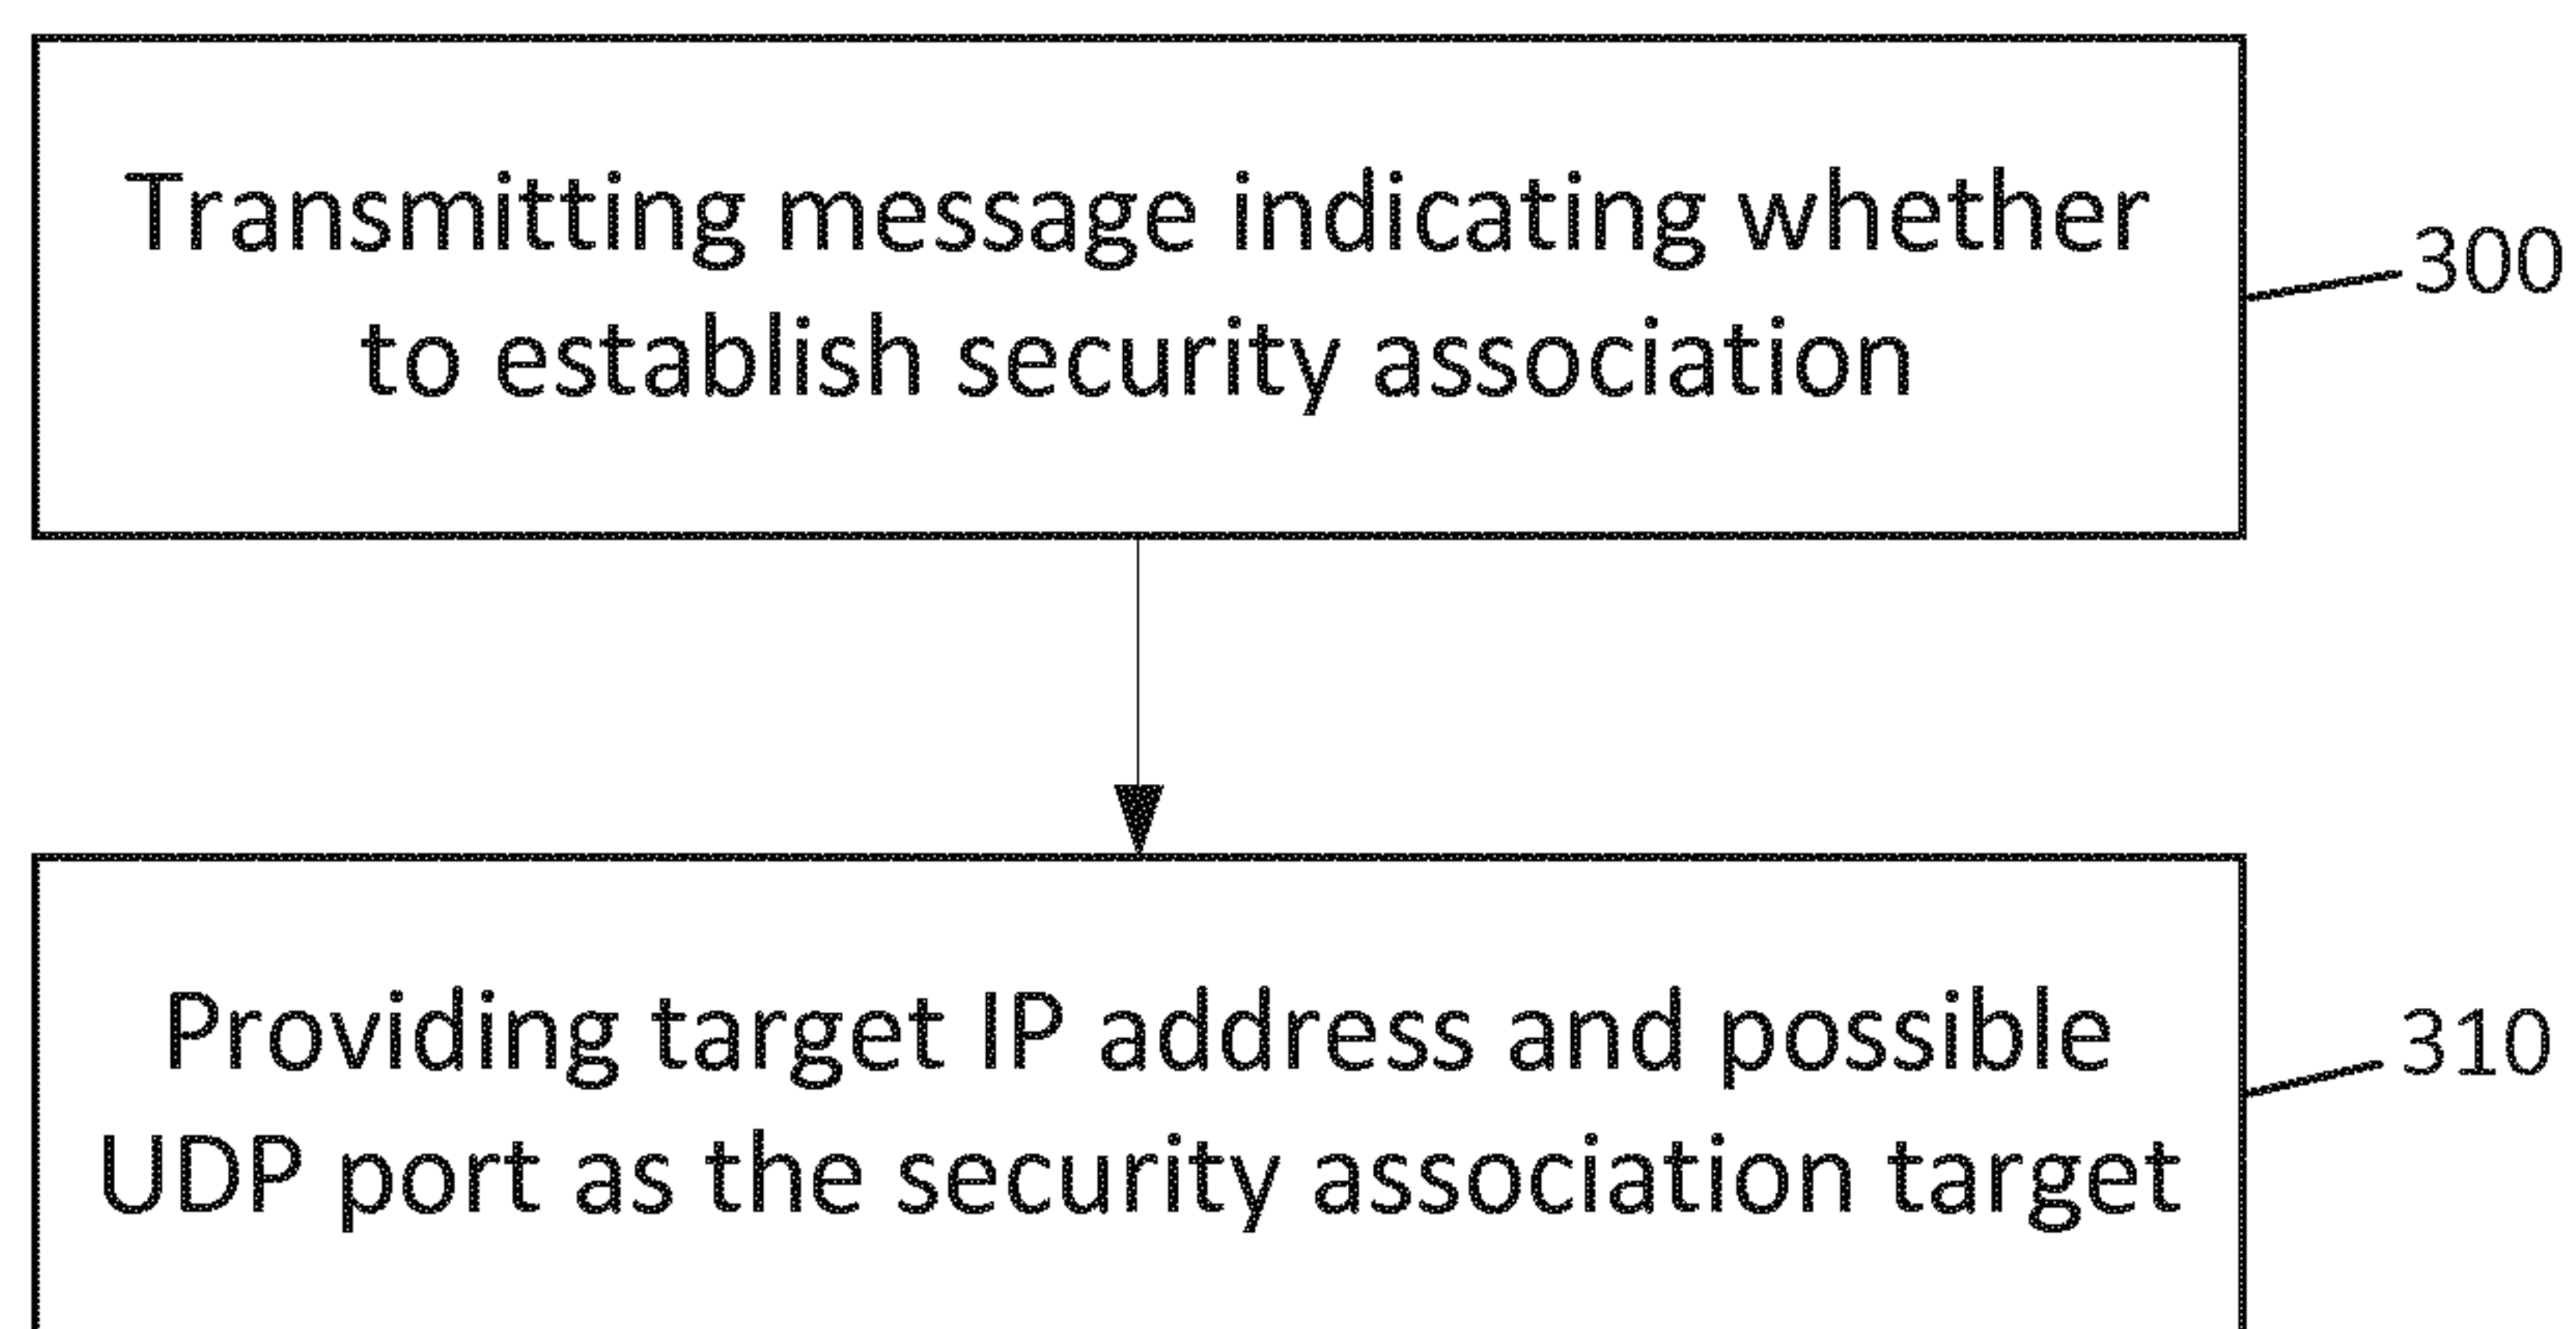 Transmitting message indicating whether
to establish security association
300
Providing target IP address and possible
UDP port as the security association target
310